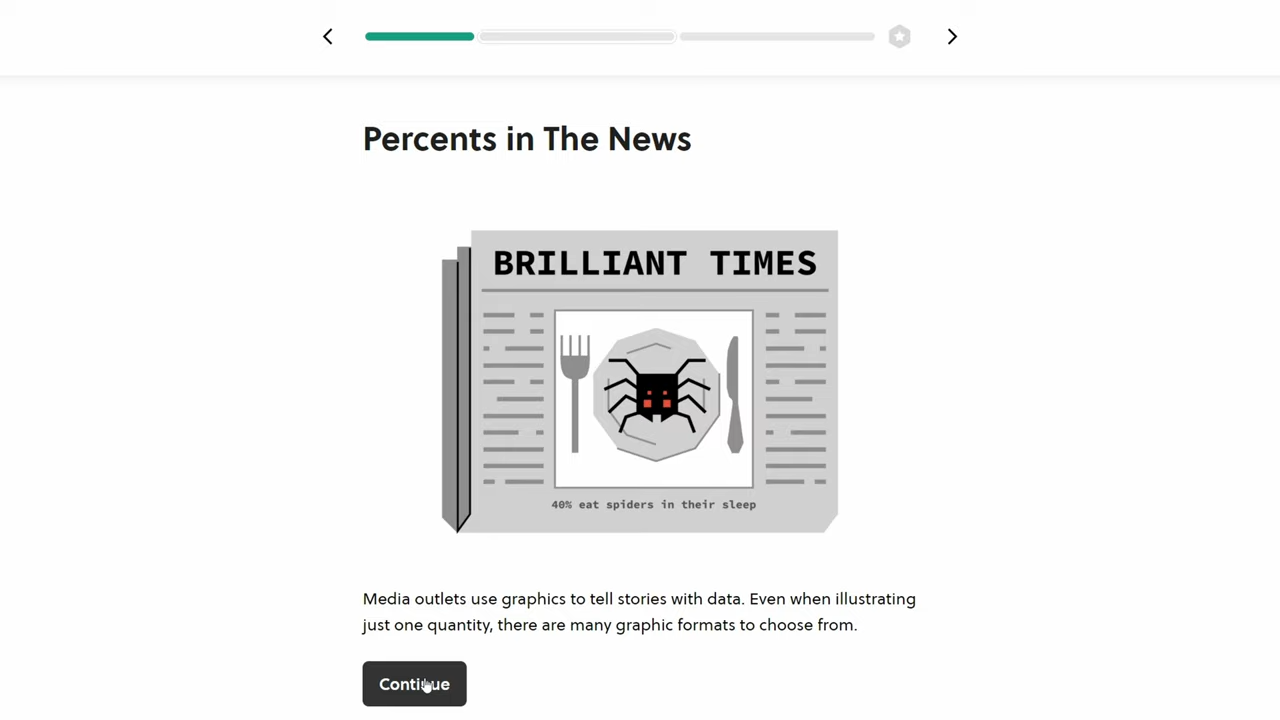 Percents in The News
BRILLIANT TIMES
40% eat spiders in their sleep
Media outlets use graphics to tell stories with data. Even when illustrating
just one quantity, there are many graphic formats to choose from.
Continue